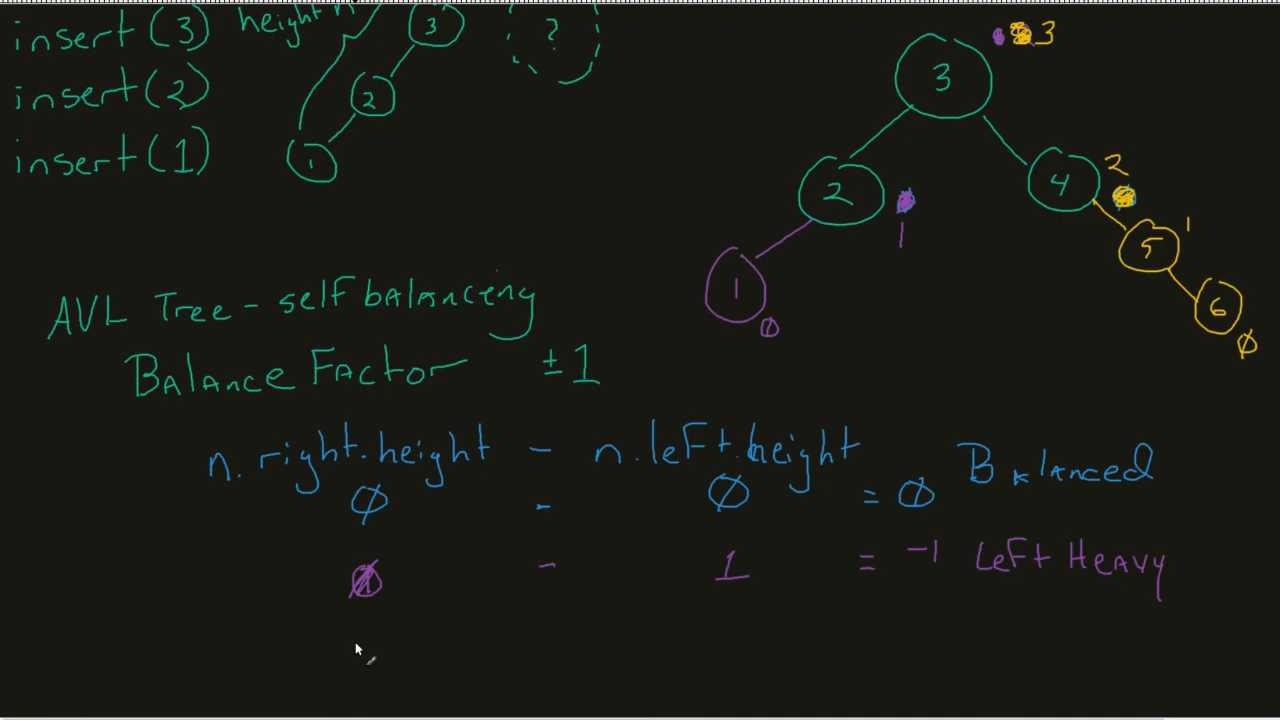 insert(3) height n
insert(2)
insert(1)
3
?
2
1
3
3
2
4
2
1
5
1
1
0
6
0
AVL Tree - self balancing
Balance Factor ±1
n.right.height - n.left.height
0 - 0 = 0 Balanced
0 - 1 = -1 Left Heavy